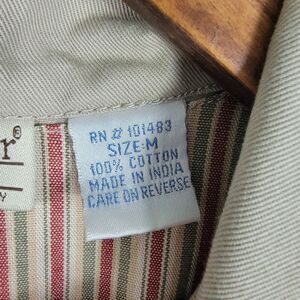 RN # 101483
SIZE: M
100% COTTON
MADE IN INDIA
CARE ON REVERSE
r®
Y